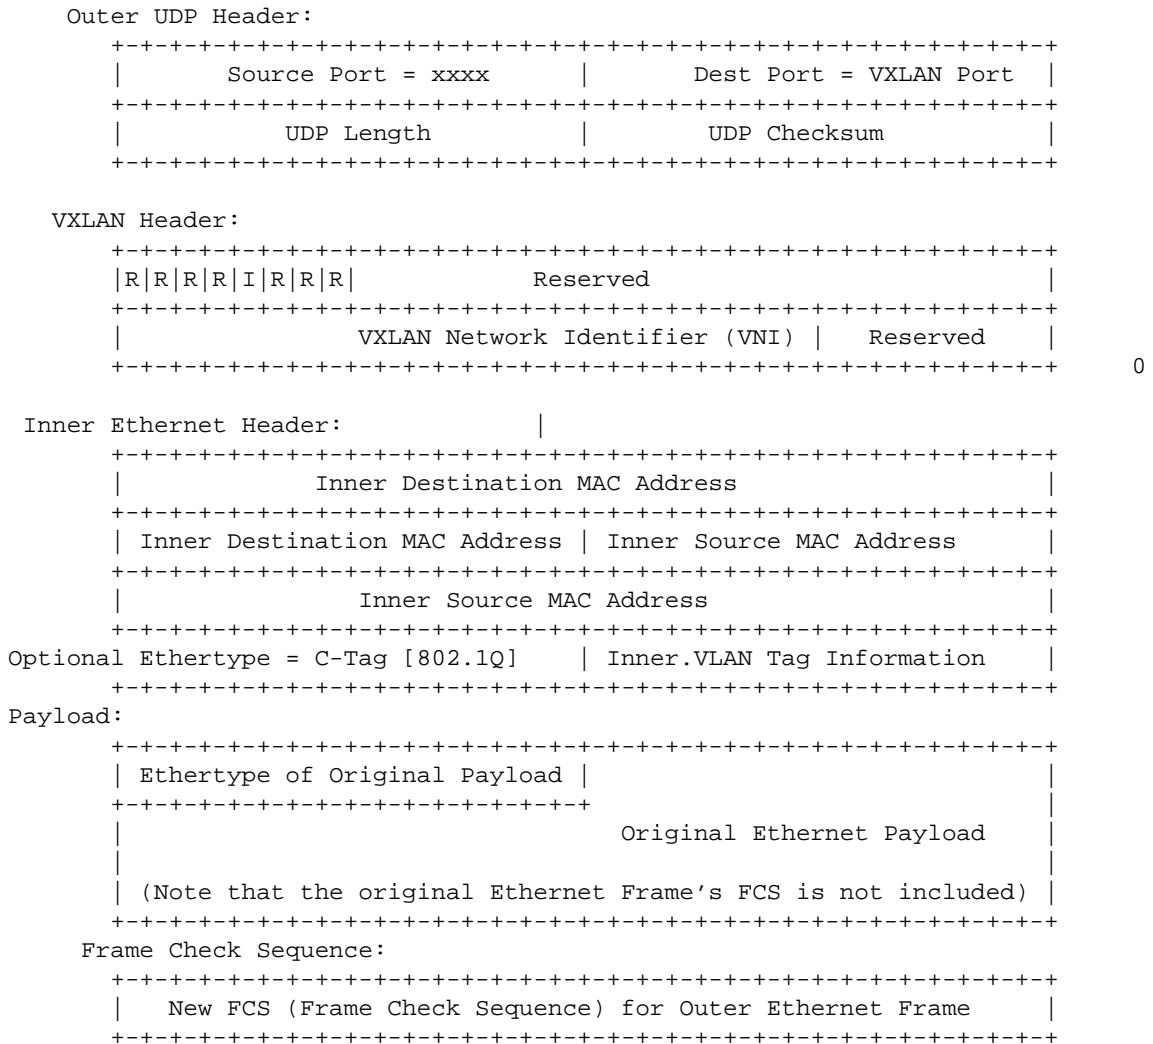 Outer UDP Header:
+-+-+-+-+-+-+-+-+-+-+-+-+-+-+-+-+-+-+-+-+-+-+-+-+-+-+-+-+-+-+-+-+
| Source Port = xxxx | Dest Port = VXLAN Port |
+-+-+-+-+-+-+-+-+-+-+-+-+-+-+-+-+-+-+-+-+-+-+-+-+-+-+-+-+-+-+-+-+
| UDP Length | UDP Checksum |
+-+-+-+-+-+-+-+-+-+-+-+-+-+-+-+-+-+-+-+-+-+-+-+-+-+-+-+-+-+-+-+-+
VXLAN Header:
+-+-+-+-+-+-+-+-+-+-+-+-+-+-+-+-+-+-+-+-+-+-+-+-+-+-+-+-+-+-+-+-+
|R|R|R|R|I|R|R|R| Reserved |
+-+-+-+-+-+-+-+-+-+-+-+-+-+-+-+-+-+-+-+-+-+-+-+-+-+-+-+-+-+-+-+-+
| VXLAN Network Identifier (VNI) | Reserved |
+-+-+-+-+-+-+-+-+-+-+-+-+-+-+-+-+-+-+-+-+-+-+-+-+-+-+-+-+-+-+-+-+ 0
Inner Ethernet Header: |
+-+-+-+-+-+-+-+-+-+-+-+-+-+-+-+-+-+-+-+-+-+-+-+-+-+-+-+-+-+-+-+-+
| Inner Destination MAC Address |
+-+-+-+-+-+-+-+-+-+-+-+-+-+-+-+-+-+-+-+-+-+-+-+-+-+-+-+-+-+-+-+-+
| Inner Destination MAC Address | Inner Source MAC Address |
+-+-+-+-+-+-+-+-+-+-+-+-+-+-+-+-+-+-+-+-+-+-+-+-+-+-+-+-+-+-+-+-+
| Inner Source MAC Address |
+-+-+-+-+-+-+-+-+-+-+-+-+-+-+-+-+-+-+-+-+-+-+-+-+-+-+-+-+-+-+-+-+
Optional Ethertype = C-Tag [802.1Q] | Inner.VLAN Tag Information |
+-+-+-+-+-+-+-+-+-+-+-+-+-+-+-+-+-+-+-+-+-+-+-+-+-+-+-+-+-+-+-+-+
Payload:
+-+-+-+-+-+-+-+-+-+-+-+-+-+-+-+-+-+-+-+-+-+-+-+-+-+-+-+-+-+-+-+-+
| Ethertype of Original Payload | |
+-+-+-+-+-+-+-+-+-+-+-+-+-+-+-+-+ |
| Original Ethernet Payload |
| |
| (Note that the original Ethernet Frame's FCS is not included) |
+-+-+-+-+-+-+-+-+-+-+-+-+-+-+-+-+-+-+-+-+-+-+-+-+-+-+-+-+-+-+-+-+
Frame Check Sequence:
+-+-+-+-+-+-+-+-+-+-+-+-+-+-+-+-+-+-+-+-+-+-+-+-+-+-+-+-+-+-+-+-+
| New FCS (Frame Check Sequence) for Outer Ethernet Frame |
+-+-+-+-+-+-+-+-+-+-+-+-+-+-+-+-+-+-+-+-+-+-+-+-+-+-+-+-+-+-+-+-+